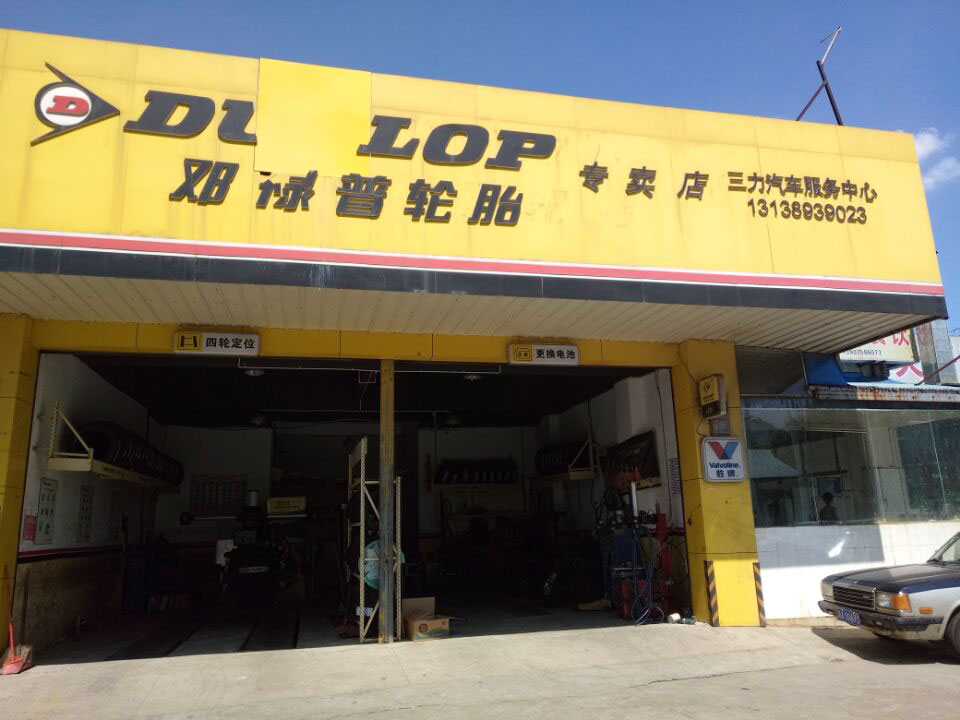 D
DU LOP
邓禄普轮胎
专卖店
三力汽车服务中心
13138939023
四轮定位
更换电池
Valvoline
胜牌